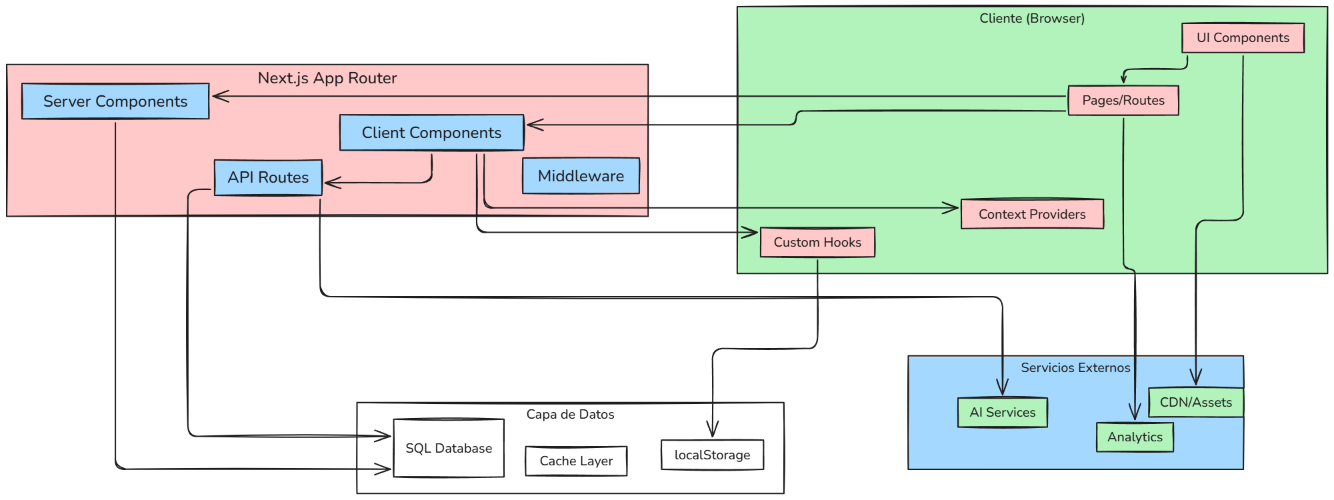 Cliente (Browser)
UI Components
Pages/Routes
Context Providers
Custom Hooks
Next.js App Router
Server Components
Client Components
API Routes
Middleware
Servicios Externos
AI Services
CDN/Assets
Analytics
Capa de Datos
SQL Database
Cache Layer
localStorage